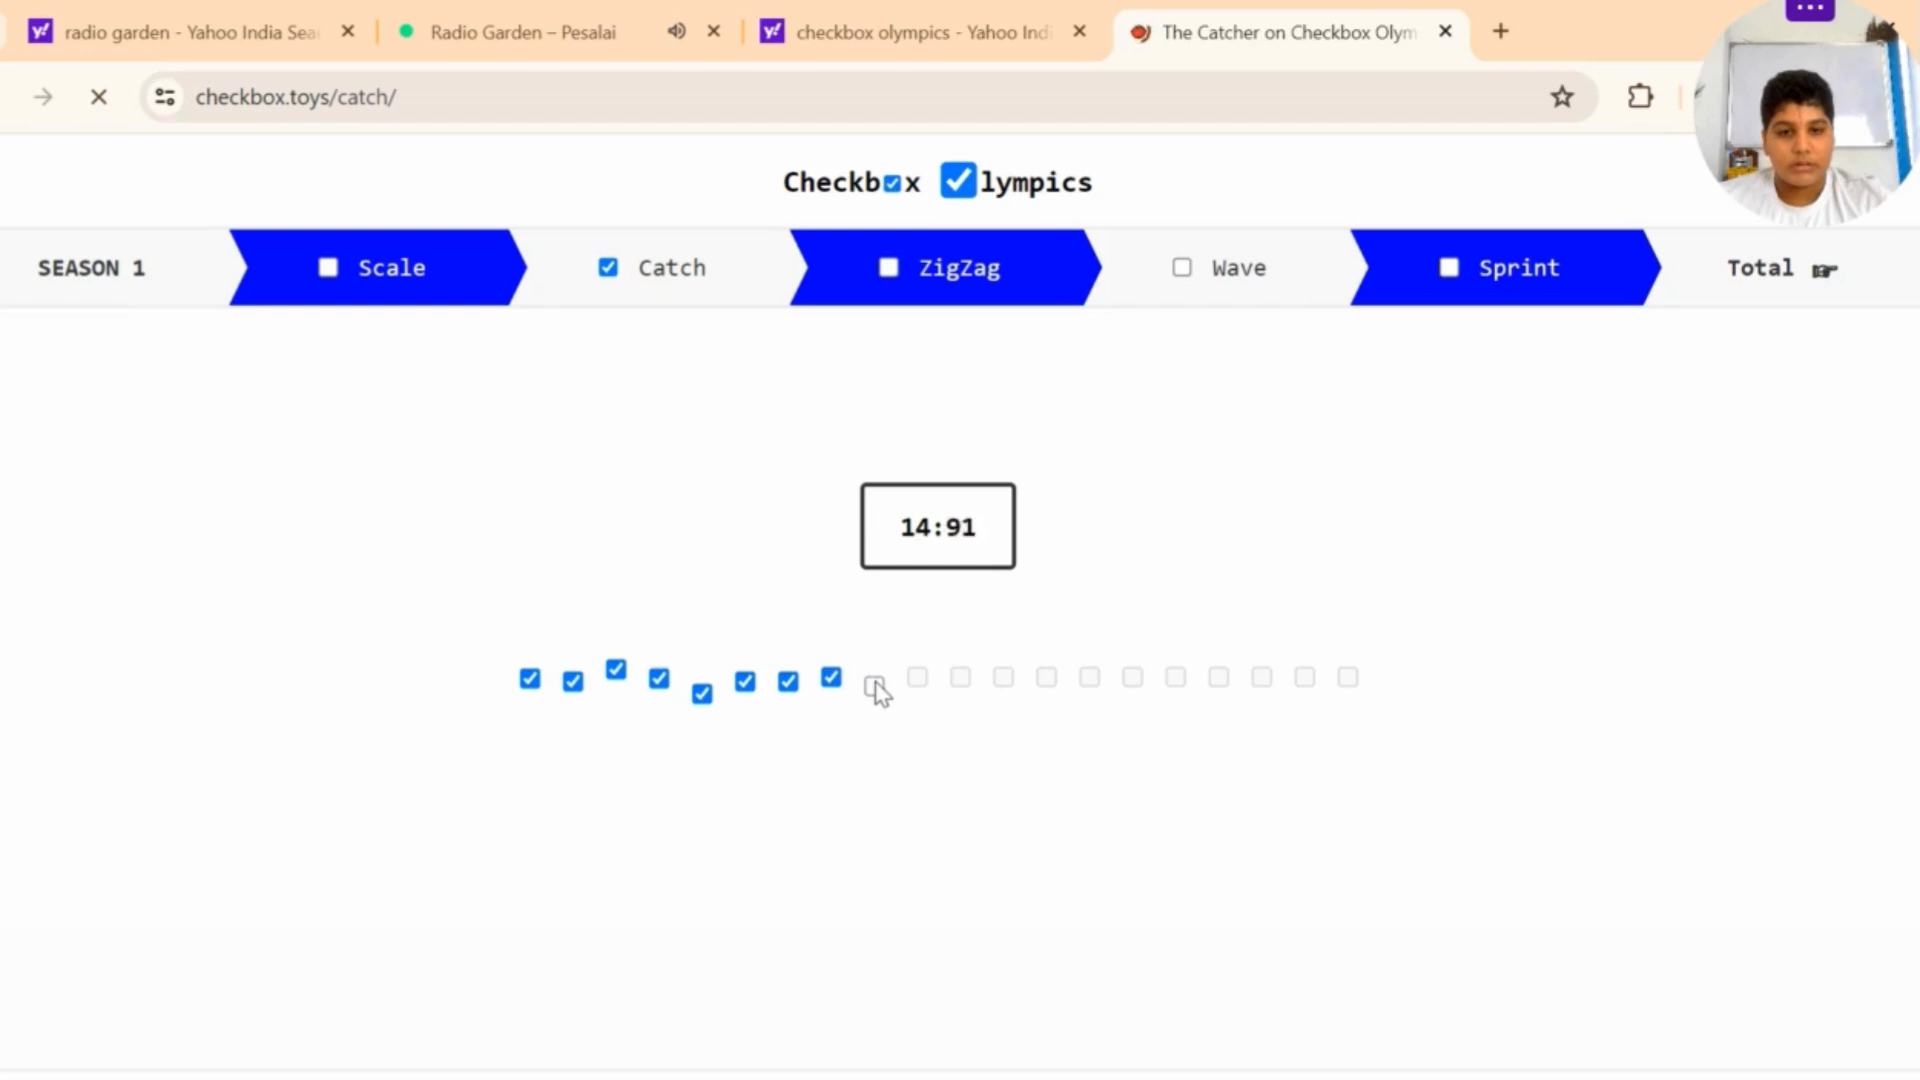 radio garden - Yahoo India Sea
Radio Garden – Pesalai
checkbox olympics - Yahoo Indi
The Catcher on Checkbox Olym
checkbox.toys/catch/
Checkbx lympics
SEASON 1
Scale
Catch
ZigZag
Wave
Sprint
Total
14:91